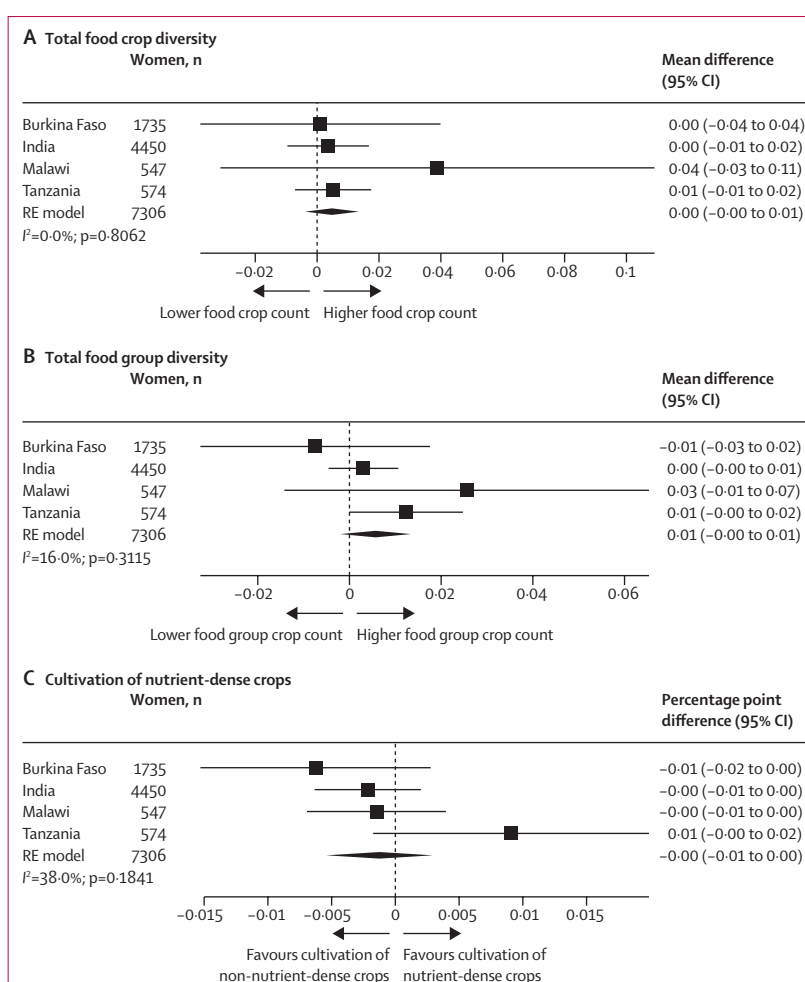 A Total food crop diversity
Women, n Mean difference
(95% CI)
Burkina Faso 1735 0·00 (−0·04 to 0·04)
India 4450 0·00 (−0·01 to 0·02)
Malawi 547 0·04 (−0·03 to 0·11)
Tanzania 574 0·01 (−0·01 to 0·02)
RE model 7306 0·00 (−0·00 to 0·01)
I²=0·0%; p=0·8062
−0·02 0 0·02 0·04 0·06 0·08 0·1
Lower food crop count Higher food crop count
B Total food group diversity
Women, n Mean difference
(95% CI)
Burkina Faso 1735 −0·01 (−0·03 to 0·02)
India 4450 0·00 (−0·00 to 0·01)
Malawi 547 0·03 (−0·01 to 0·07)
Tanzania 574 0·01 (−0·00 to 0·02)
RE model 7306 0·01 (−0·00 to 0·01)
I²=16·0%; p=0·3115
−0·02 0 0·02 0·04 0·06
Lower food group crop count Higher food group crop count
C Cultivation of nutrient-dense crops
Women, n Percentage point
difference (95% CI)
Burkina Faso 1735 −0·01 (−0·02 to 0·00)
India 4450 −0·00 (−0·01 to 0·00)
Malawi 547 −0·00 (−0·01 to 0·00)
Tanzania 574 0·01 (−0·00 to 0·02)
RE model 7306 −0·00 (−0·01 to 0·00)
I²=38·0%; p=0·1841
−0·015 −0·01 −0·005 0 0·005 0·01 0·015
Favours cultivation of Favours cultivation of
non-nutrient-dense crops nutrient-dense crops